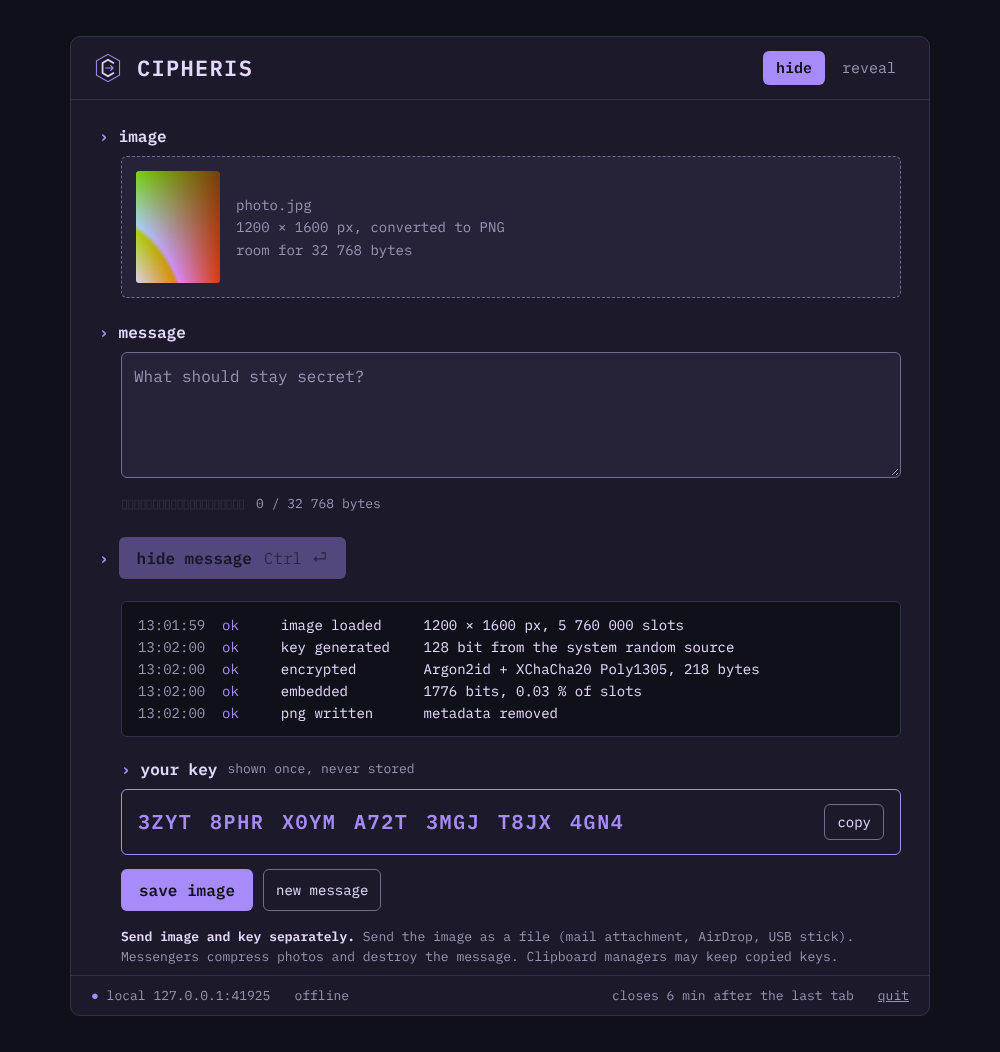 CIPHERIS
hide reveal
› image
photo.jpg
1200 × 1600 px, converted to PNG
room for 32 768 bytes
› message
What should stay secret?
0 / 32 768 bytes
› hide message Ctrl ⏎
13:01:59 ok image loaded 1200 × 1600 px, 5 760 000 slots
13:02:00 ok key generated 128 bit from the system random source
13:02:00 ok encrypted Argon2id + XChaCha20 Poly1305, 218 bytes
13:02:00 ok embedded 1776 bits, 0.03 % of slots
13:02:00 ok png written metadata removed
› your key shown once, never stored
3ZYT 8PHR X0YM A72T 3MGJ T8JX 4GN4 copy
save image new message
Send image and key separately. Send the image as a file (mail attachment, AirDrop, USB stick).
Messengers compress photos and destroy the message. Clipboard managers may keep copied keys.
● local 127.0.0.1:41925 offline closes 6 min after the last tab quit